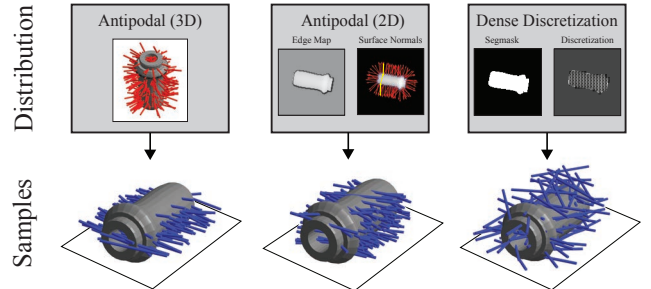 Distribution
Antipodal (3D)
Antipodal (2D)
Edge Map
Surface Normals
Dense Discretization
Segmask
Discretization
Samples